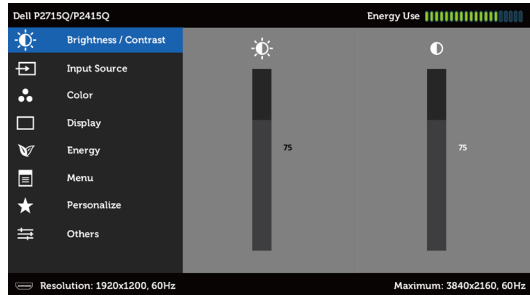 Dell P2715Q/P2415Q
Energy Use
Brightness / Contrast
Input Source
Color
Display
Energy
Menu
Personalize
Others
75
75
Resolution: 1920x1200, 60Hz
Maximum: 3840x2160, 60Hz